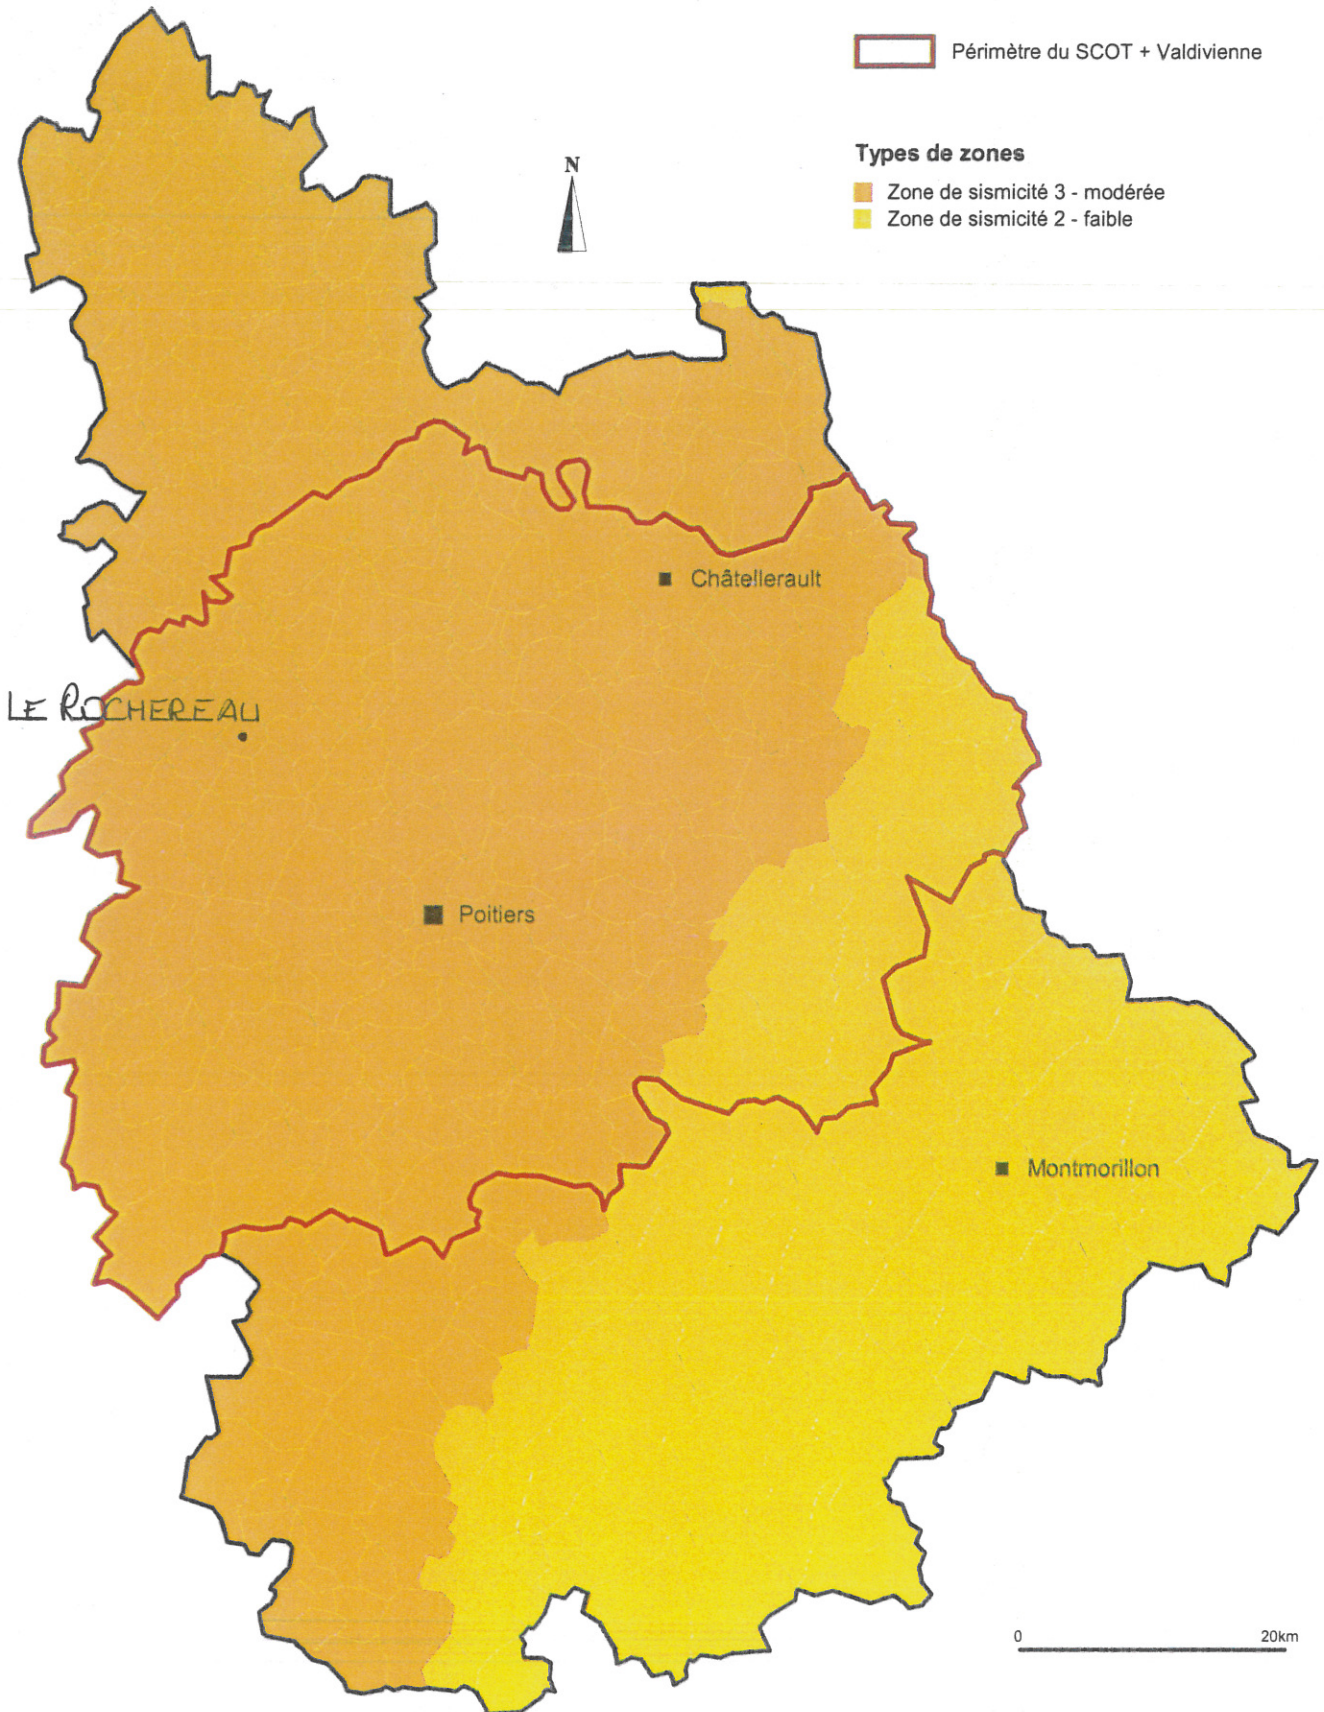 Périmètre du SCOT + Valdivienne
Types de zones
N
Zone de sismicité 3 - modérée
Zone de sismicité 2 - faible
Châtellerault
LE ROCHEREAU
Poitiers
Montmorillon
0 20km